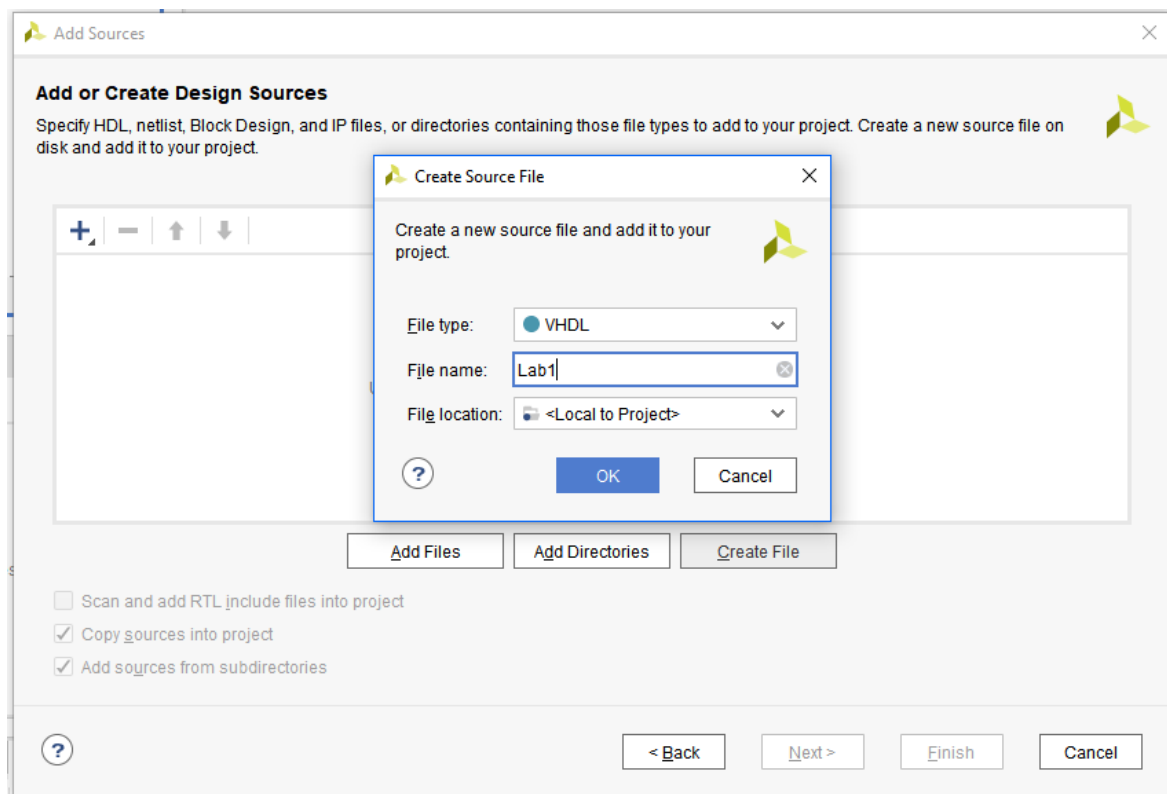 Add Sources
Add or Create Design Sources
Specify HDL, netlist, Block Design, and IP files, or directories containing those file types to add to your project. Create a new source file on
disk and add it to your project.
Create Source File
Create a new source file and add it to your
project.
File type: VHDL
File name: Lab1
File location: <Local to Project>
? OK Cancel
Add Files Add Directories Create File
Scan and add RTL include files into project
Copy sources into project
Add sources from subdirectories
? < Back Next > Finish Cancel